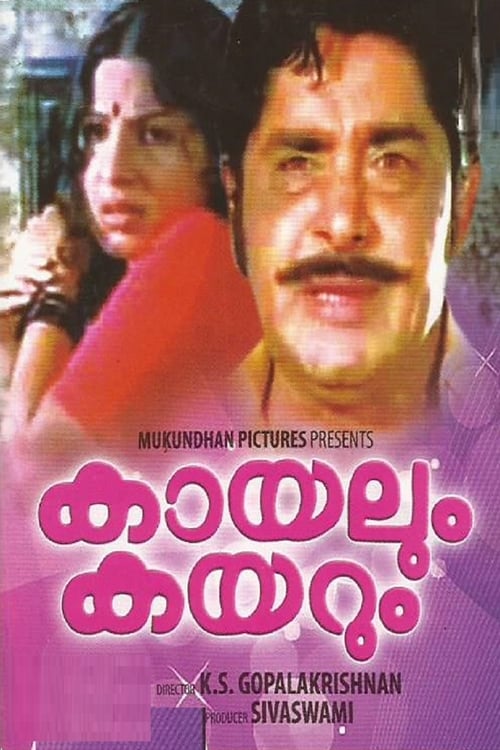 MUKUNDHAN PICTURES PRESENTS
കായലും
കയറും
DIRECTOR K.S. GOPALAKRISHNAN
PRODUCER SIVASWAMI